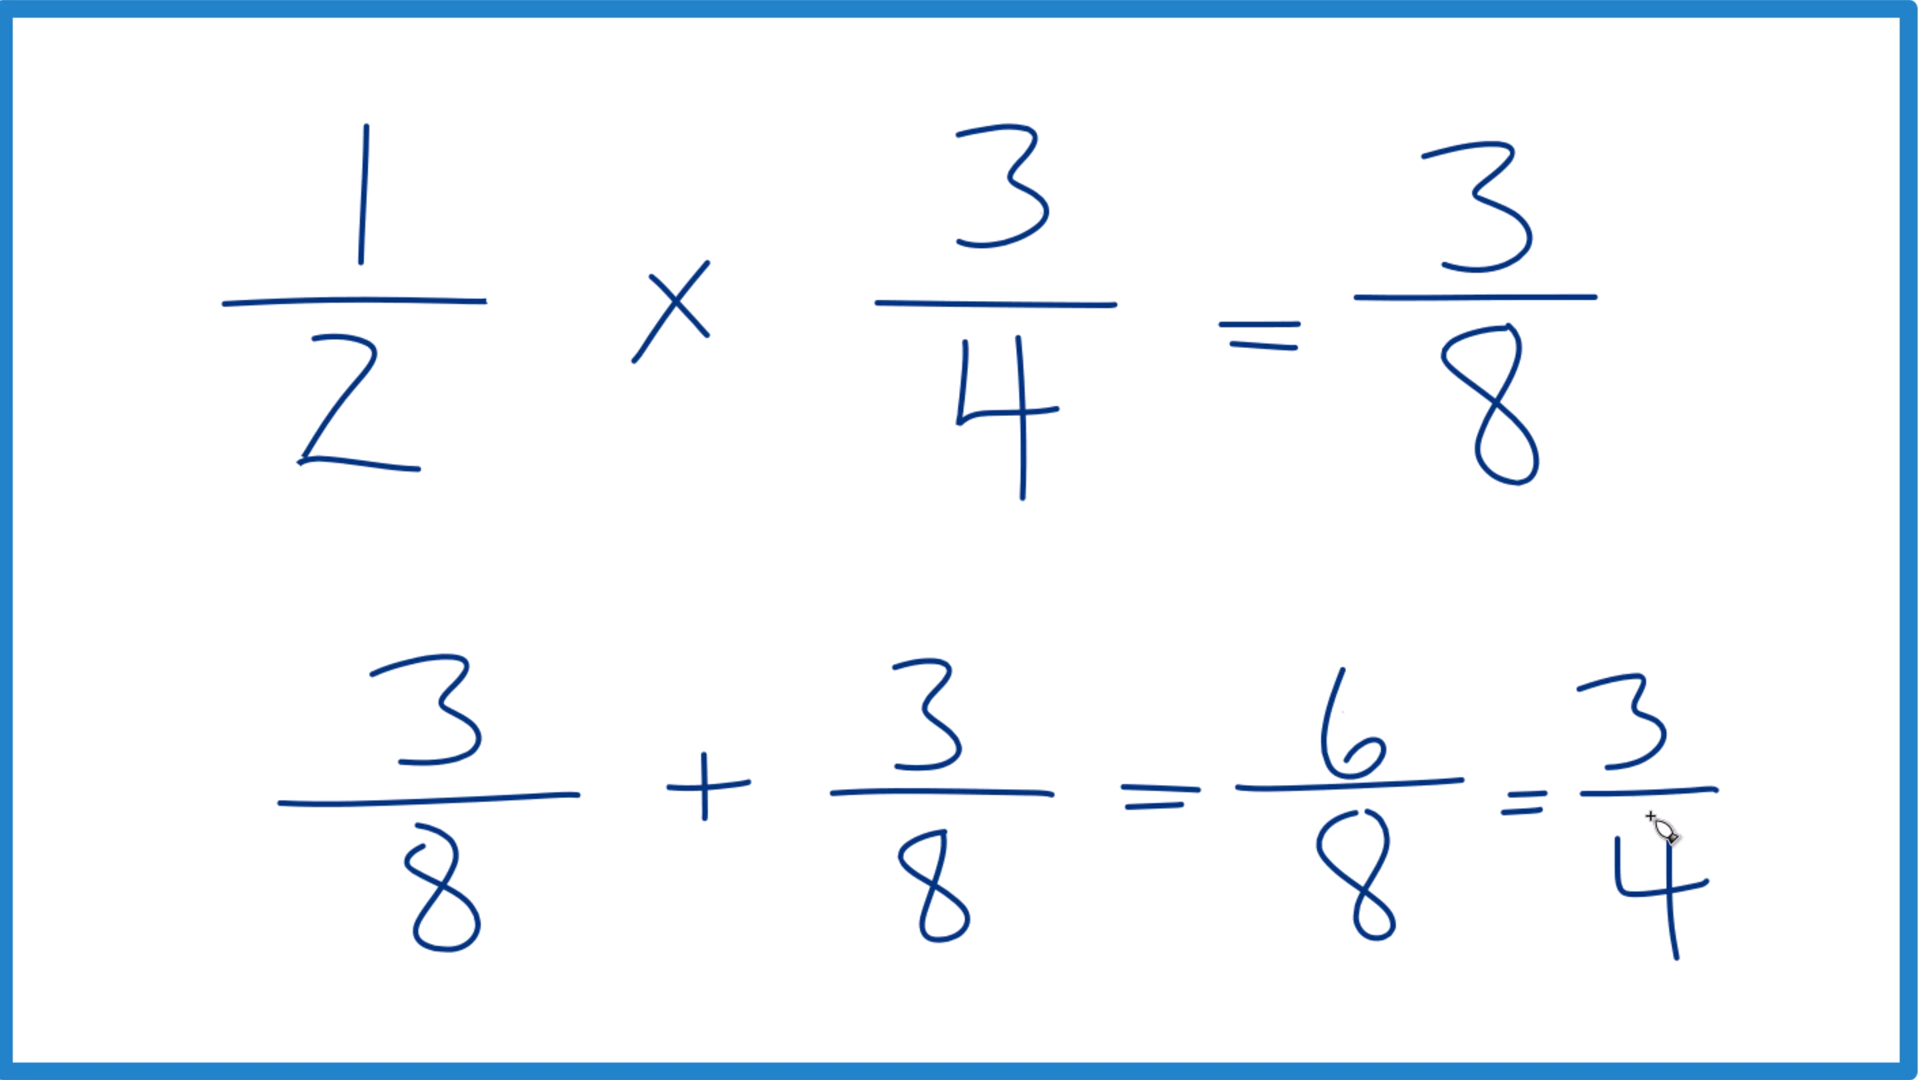 1/2 × 3/4 = 3/8
3/8 + 3/8 = 6/8 = 3/4